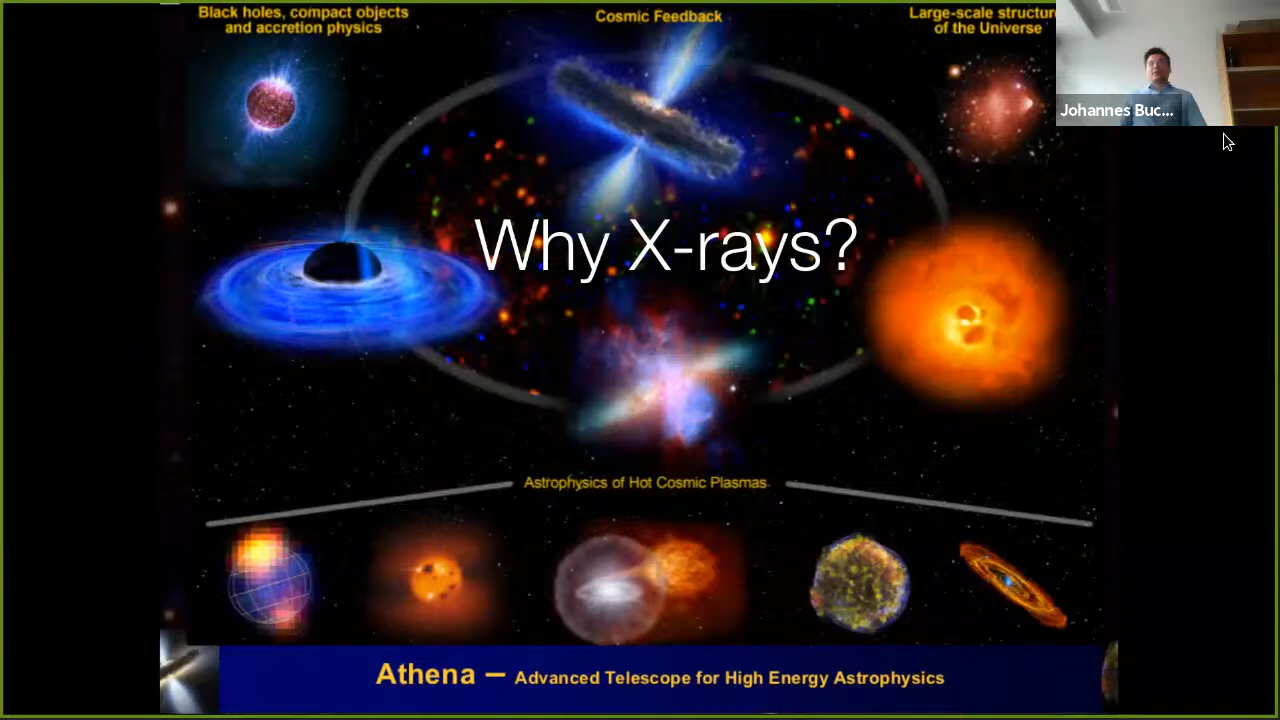 Black holes, compact objects
and accretion physics
Cosmic Feedback
Large-scale structure
of the Universe
Johannes Buc...
Why X-rays?
Astrophysics of Hot Cosmic Plasmas
Athena — Advanced Telescope for High Energy Astrophysics